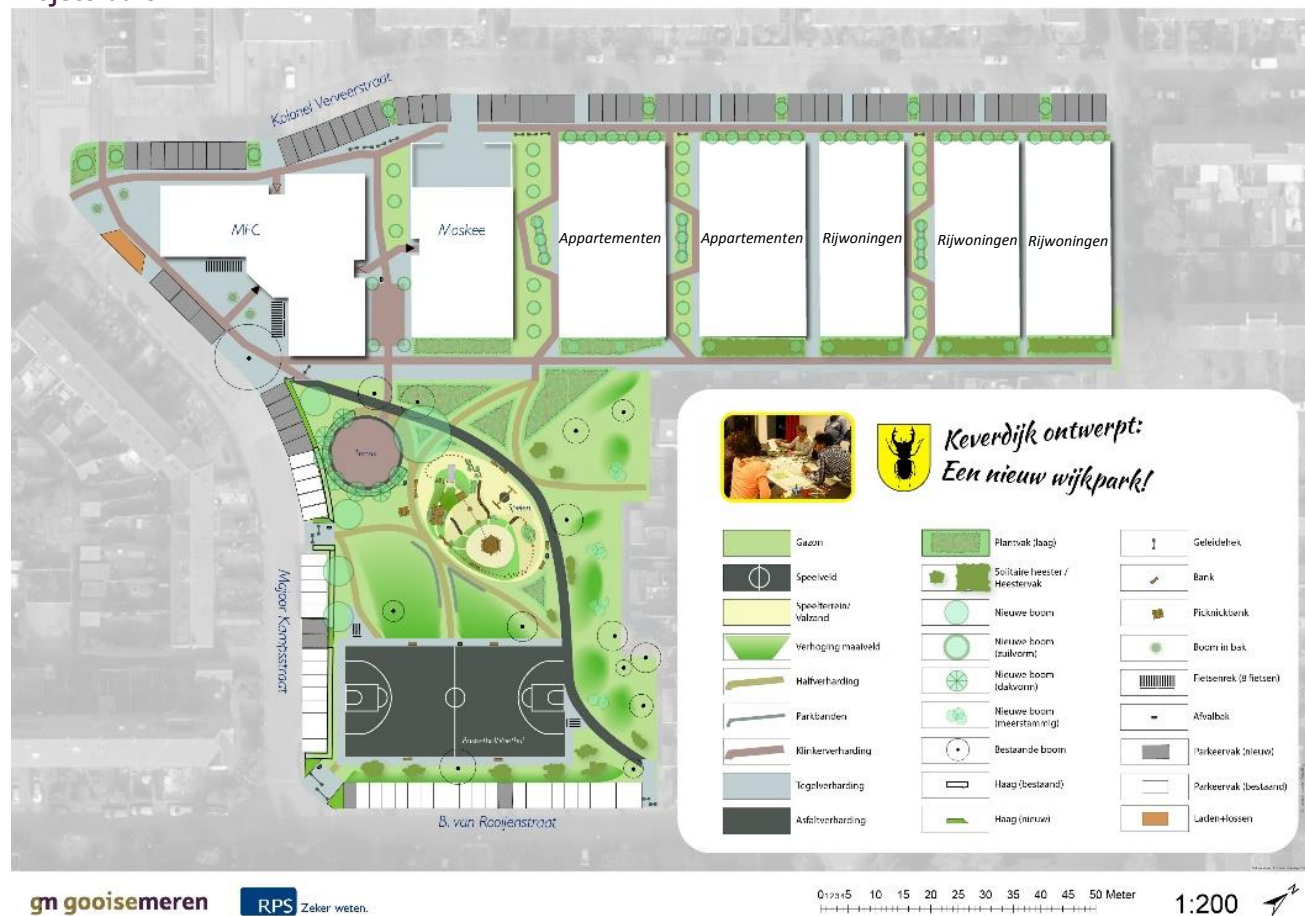 Kolonel Verveerstraat
MFC
Moskee
Appartementen
Appartementen
Rijwoningen
Rijwoningen
Rijwoningen
Terras
Spelen
Majoor Kampsstraat
B. van Rooijenstraat
Keverdijk ontwerpt:
Een nieuw wijkpark!
Gazon
Speelveld
Speelterrein/
Valzand
Verhoging maaiveld
Halfverharding
Parkbanden
Klinkerverharding
Tegelverharding
Asfaltverharding
Plantvak (laag)
Solitaire heester /
Heestervak
Nieuwe boom
Nieuwe boom
(zuilvorm)
Nieuwe boom
(dakvorm)
Nieuwe boom
(meerstammig)
Bestaande boom
Haag (bestaand)
Haag (nieuw)
Geleidehek
Bank
Picknickbank
Boom in bak
Fietsenrek (8 fietsen)
Afvalbak
Parkeervak (nieuw)
Parkeervak (bestaand)
Laden+lossen
gm gooisemeren
RPS Zeker weten.
0 1 2 3 4 5 10 15 20 25 30 35 40 45 50 Meter
1:200
N